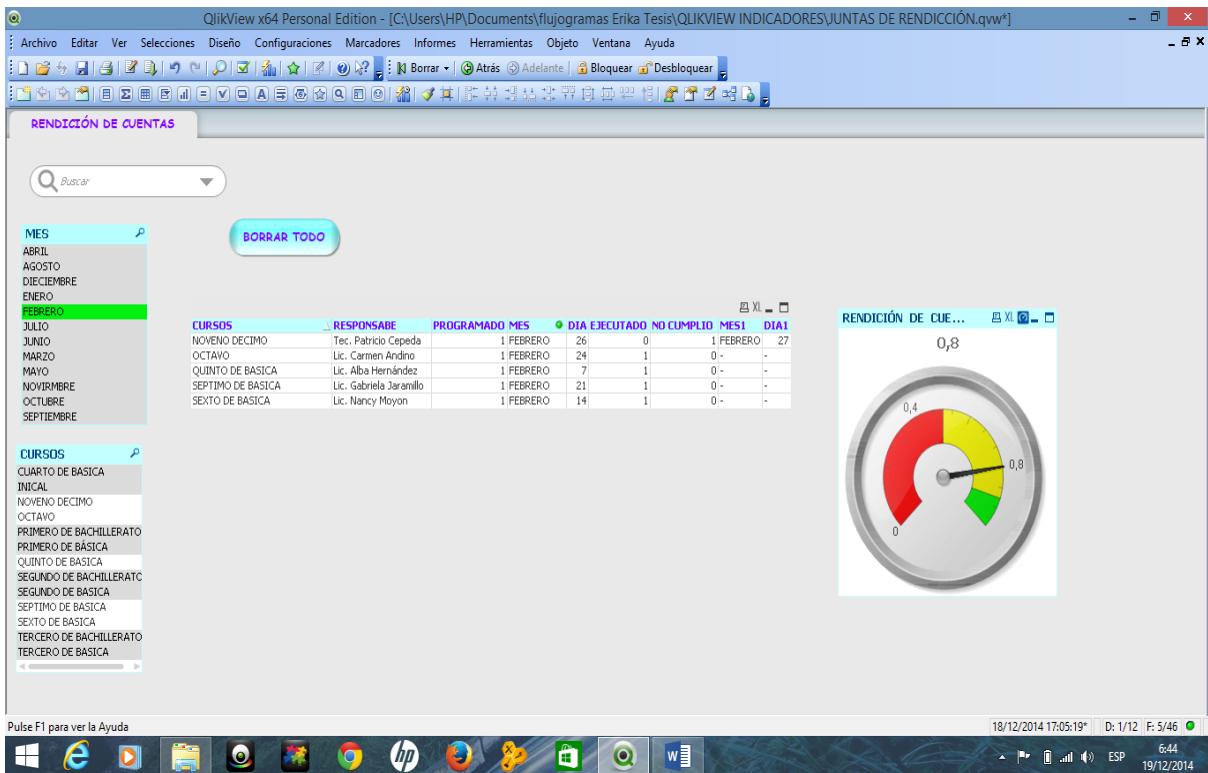 QlikView x64 Personal Edition - [C:\Users\HP\Documents\flujogramas Erika Tesis\QLIKVIEW INDICADORES\JUNTAS DE RENDICCIÓN.qvw*]
Archivo Editar Ver Selecciones Diseño Configuraciones Marcadores Informes Herramientas Objeto Ventana Ayuda
Borrar Atrás Adelante Bloquear Desbloquear
RENDICIÓN DE CUENTAS
Buscar
BORRAR TODO
MES
ABRIL
AGOSTO
DIECIEMBRE
ENERO
FEBRERO
JULIO
JUNIO
MARZO
MAYO
NOVIRMBRE
OCTUBRE
SEPTIEMBRE
CURSOS
CUARTO DE BASICA
INICAL
NOVENO DECIMO
OCTAVO
PRIMERO DE BACHILLERATO
PRIMERO DE BÁSICA
QUINTO DE BASICA
SEGUNDO DE BACHILLERATO
SEGUNDO DE BASICA
SEPTIMO DE BASICA
SEXTO DE BASICA
TERCERO DE BACHILLERATO
TERCERO DE BASICA
XL
CURSOS RESPONSABE PROGRAMADO MES DIA EJECUTADO NO CUMPLIO MES1 DIA1
NOVENO DECIMO Tec. Patricio Cepeda 1 FEBRERO 26 0 1 FEBRERO 27
OCTAVO Lic. Carmen Andino 1 FEBRERO 24 1 0 - -
QUINTO DE BASICA Lic. Alba Hernández 1 FEBRERO 7 1 0 - -
SEPTIMO DE BASICA Lic. Gabriela Jaramillo 1 FEBRERO 21 1 0 - -
SEXTO DE BASICA Lic. Nancy Moyon 1 FEBRERO 14 1 0 - -
RENDICIÓN DE CUE... XL
0,8
0,4
0,8
0
Pulse F1 para ver la Ayuda
18/12/2014 17:05:19* D: 1/12 F: 5/46
hp
ESP
6:44
19/12/2014